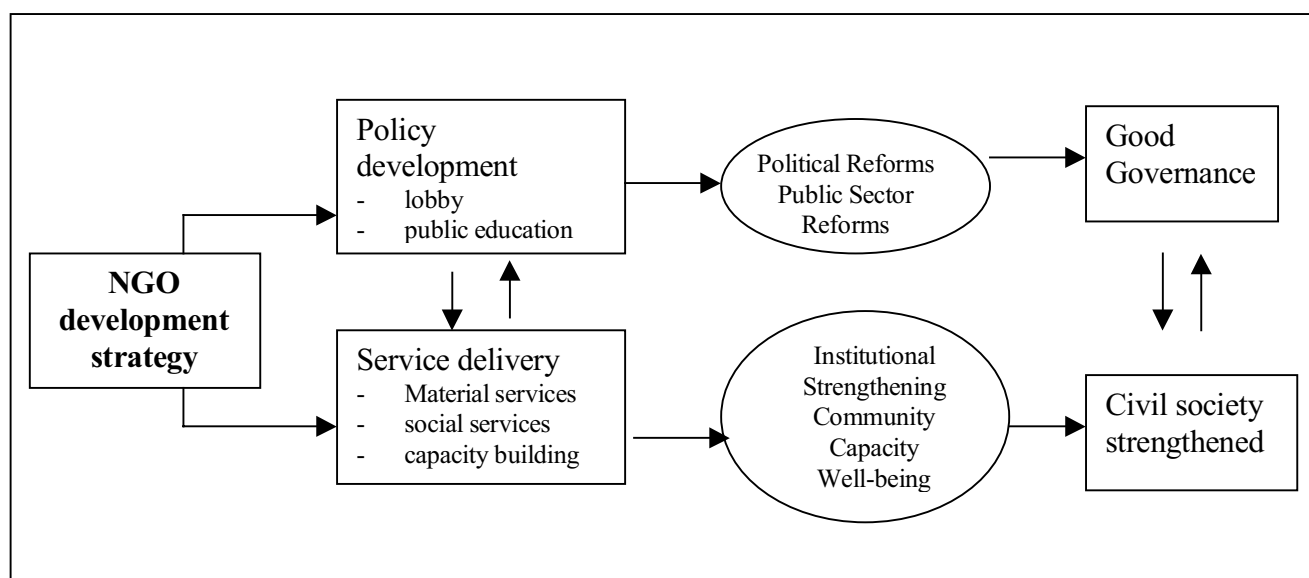 NGO
development
strategy
Policy
development
- lobby
- public education
Service delivery
- Material services
- social services
- capacity building
Political Reforms
Public Sector
Reforms
Institutional
Strengthening
Community
Capacity
Well-being
Good
Governance
Civil society
strengthened